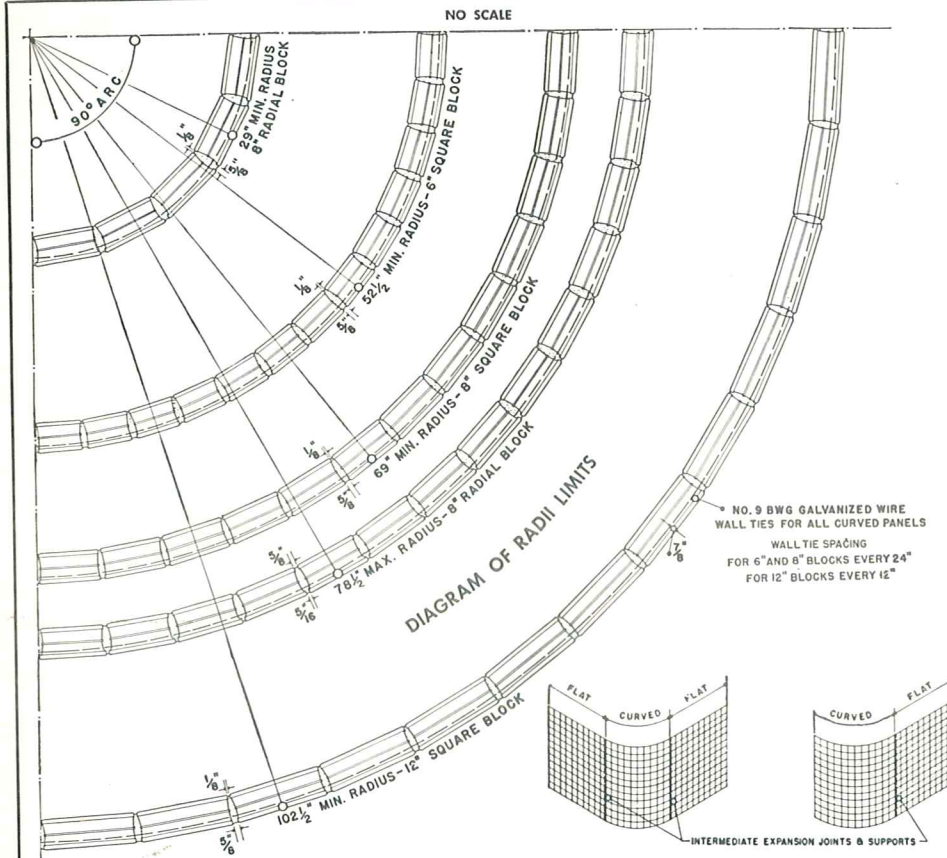 NO SCALE
90° ARC
1/8"
5/8"
29" MIN. RADIUS
8" RADIAL BLOCK
1/8"
5/8"
52 1/2" MIN. RADIUS-6" SQUARE BLOCK
1/8"
5/8"
69" MIN. RADIUS-8" SQUARE BLOCK
5/8"
5/16"
78 1/2" MAX. RADIUS-8" RADIAL BLOCK
DIAGRAM OF RADII LIMITS
NO. 9 BWG GALVANIZED WIRE
WALL TIES FOR ALL CURVED PANELS
WALL TIE SPACING
FOR 6" AND 8" BLOCKS EVERY 24"
FOR 12" BLOCKS EVERY 12"
7/8"
1/8"
5/8"
102 1/2" MIN. RADIUS-12" SQUARE BLOCK
FLAT
CURVED
FLAT
CURVED
FLAT
INTERMEDIATE EXPANSION JOINTS & SUPPORTS